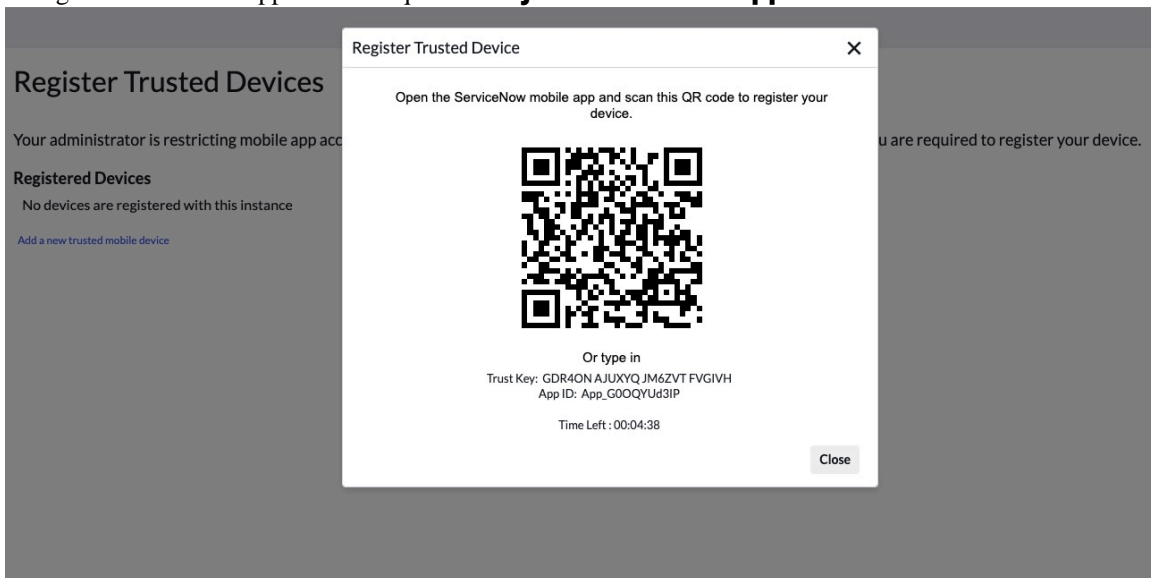 Register Trusted Device
Register Trusted Devices
Open the ServiceNow mobile app and scan this QR code to register your
device.
Your administrator is restricting mobile app acc
u are required to register your device.
Registered Devices
No devices are registered with this instance
Add a new trusted mobile device
Or type in
Trust Key: GDR4ON AJUXYQ JM6ZVT FVGIVH
App ID: App_G0OQYUd3IP
Time Left : 00:04:38
Close